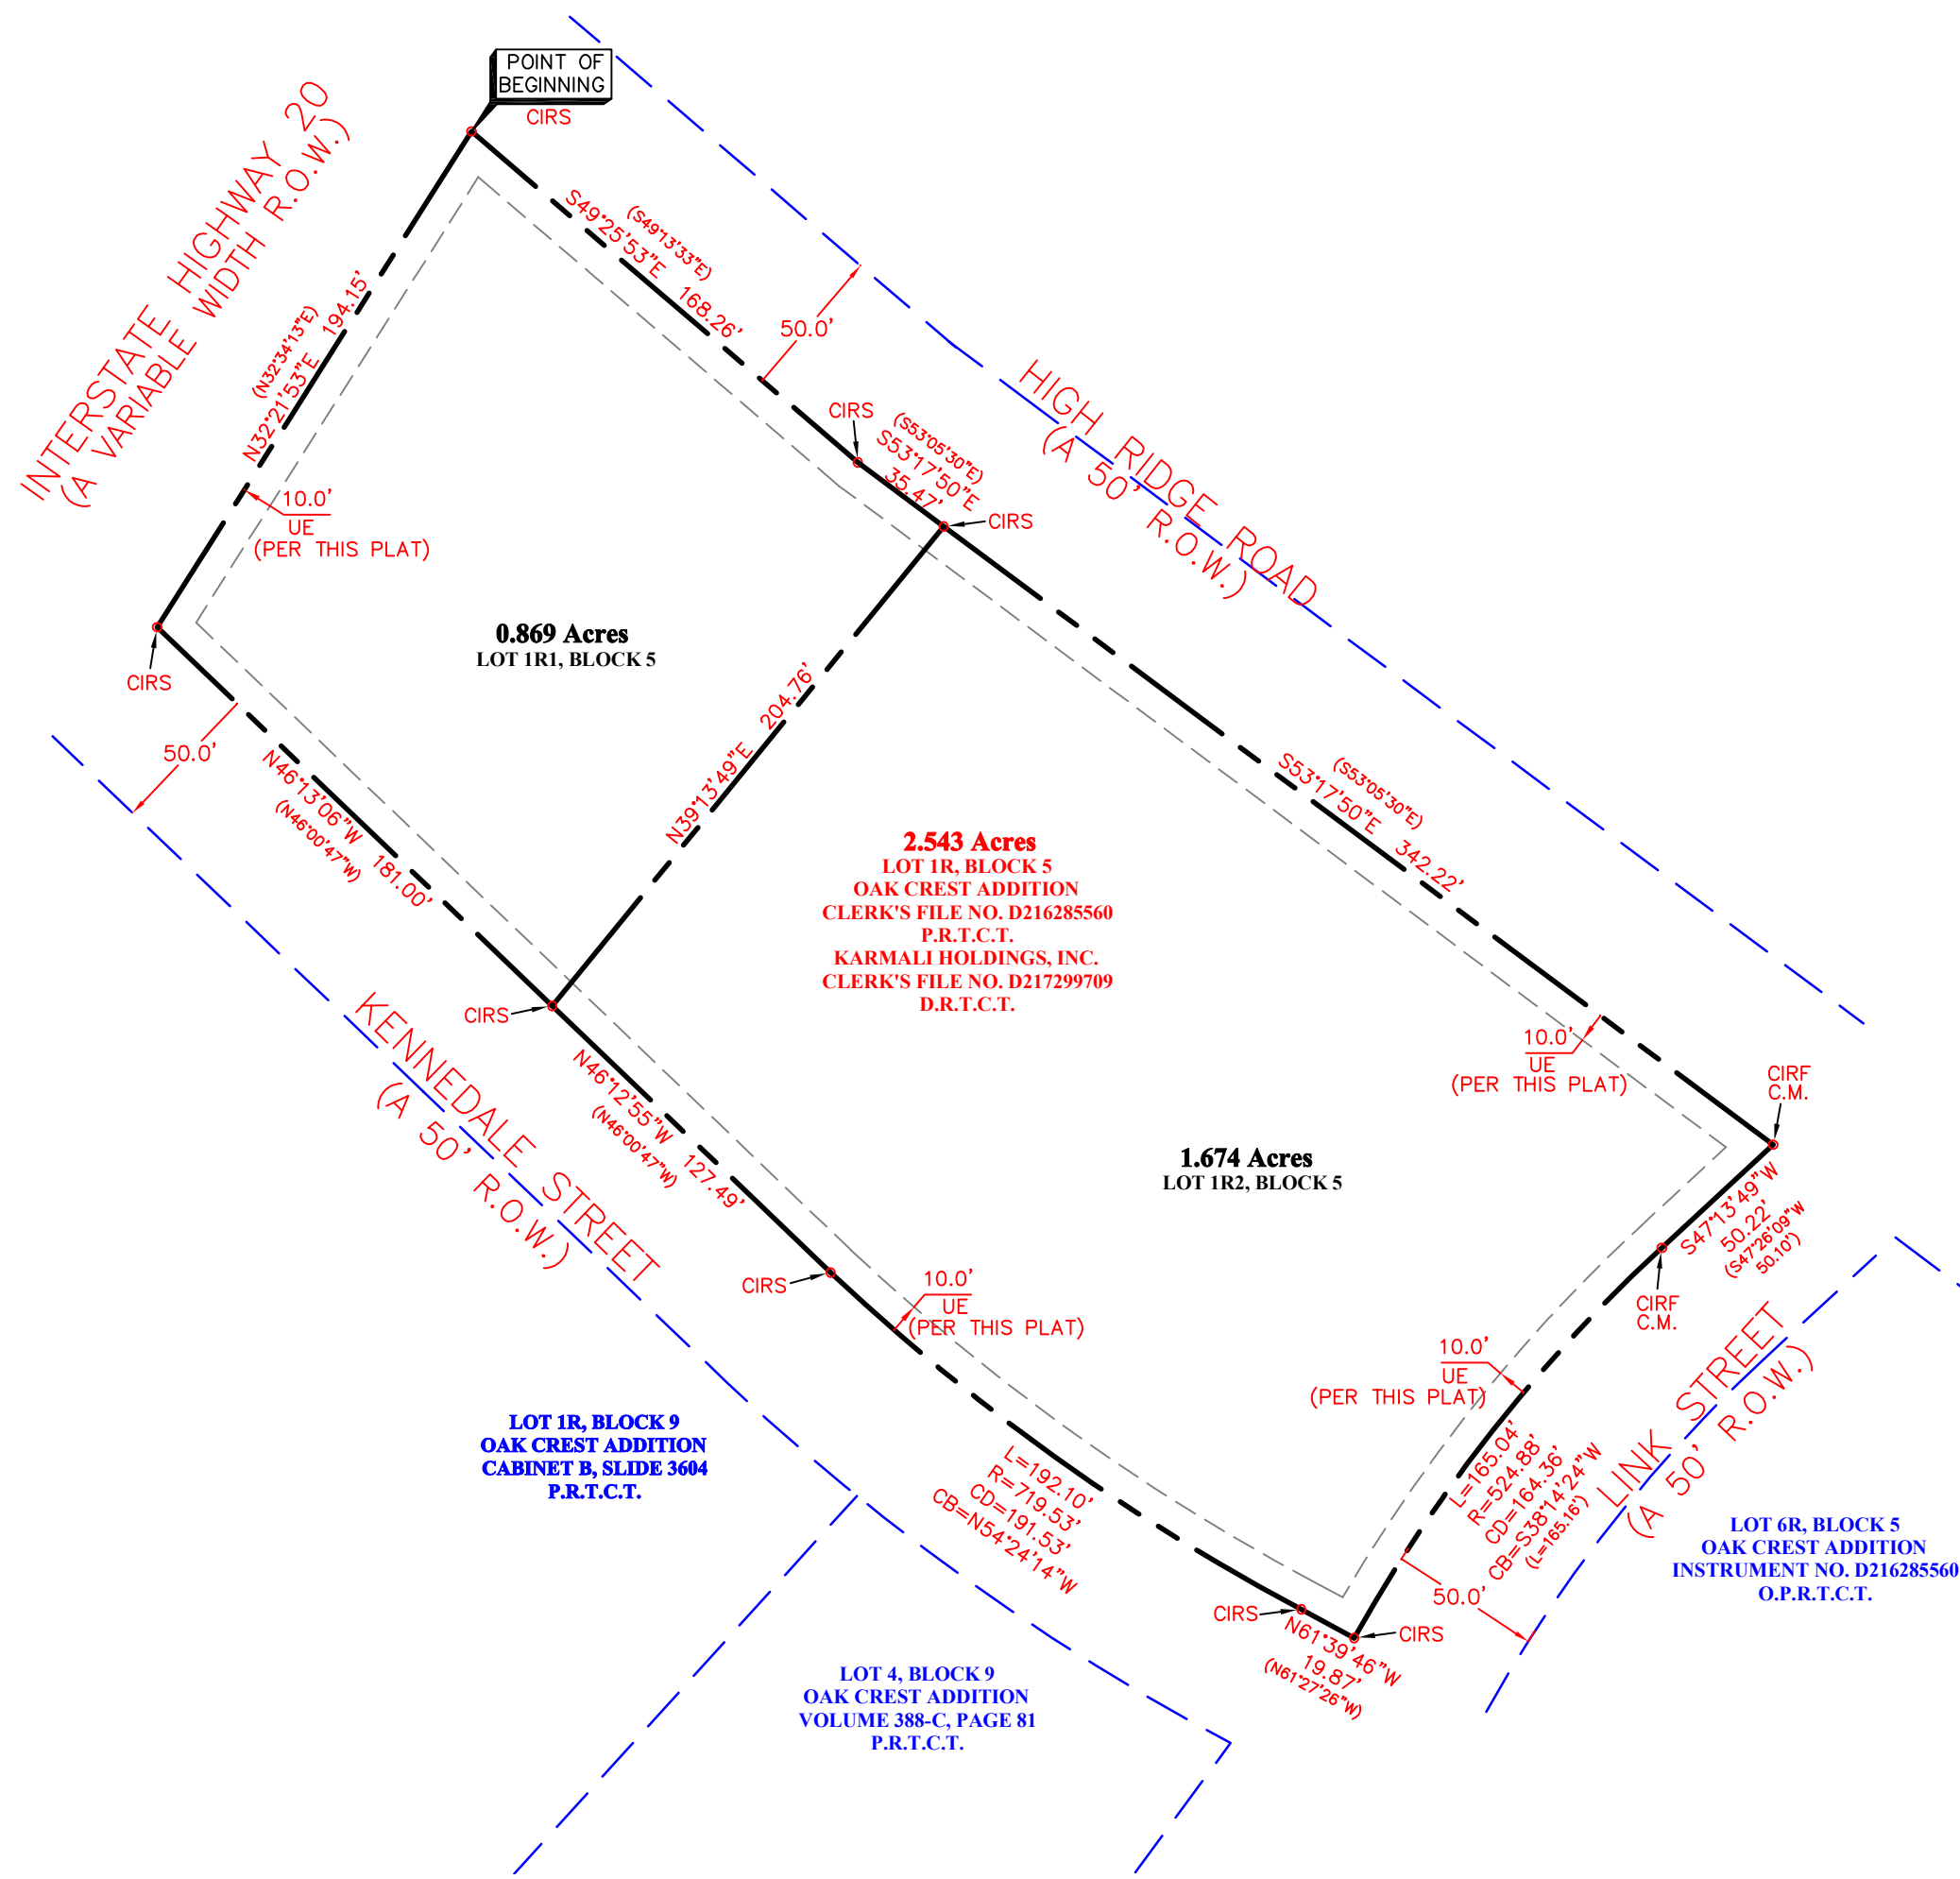 POINT OF
BEGINNING
CIRS
INTERSTATE HIGHWAY 20
(A VARIABLE WIDTH R.O.W.)
(S49°13'33"E)
S49°25'53"E 168.26'
50.0'
(N32°34'13"E)
N32°21'53"E 194.15'
10.0'
UE
(PER THIS PLAT)
CIRS
(S53°05'30"E)
S53°17'50"E
35.47'
CIRS
HIGH RIDGE ROAD
(A 50' R.O.W.)
0.869 Acres
LOT 1R1, BLOCK 5
CIRS
50.0'
N46°13'06"W 181.00'
(N46°00'47"W)
N39°13'49"E 204.76'
(S53°05'30"E)
S53°17'50"E 342.22'
2.543 Acres
LOT 1R, BLOCK 5
OAK CREST ADDITION
CLERK'S FILE NO. D216285560
P.R.T.C.T.
KARMALI HOLDINGS, INC.
CLERK'S FILE NO. D217299709
D.R.T.C.T.
CIRS
KENNEDALE STREET
(A 50' R.O.W.)
N46°12'55"W 127.49'
(N46°00'47"W)
10.0'
UE
(PER THIS PLAT)
CIRF
C.M.
1.674 Acres
LOT 1R2, BLOCK 5
S47°13'49"W
50.22'
(S47°26'09"W
50.10')
CIRS
10.0'
UE
(PER THIS PLAT)
CIRF
C.M.
10.0'
UE
(PER THIS PLAT)
LINK STREET
(A 50' R.O.W.)
LOT 1R, BLOCK 9
OAK CREST ADDITION
CABINET B, SLIDE 3604
P.R.T.C.T.
L=192.10'
R=719.53'
CD=191.53'
CB=N54°24'14"W
L=165.04'
R=524.88'
CD=164.36'
CB=S38°14'24"W
(L=165.16')
LOT 6R, BLOCK 5
OAK CREST ADDITION
INSTRUMENT NO. D216285560
O.P.R.T.C.T.
50.0'
CIRS
CIRS
N61°39'46"W
19.87'
(N61°27'26"W)
LOT 4, BLOCK 9
OAK CREST ADDITION
VOLUME 388-C, PAGE 81
P.R.T.C.T.